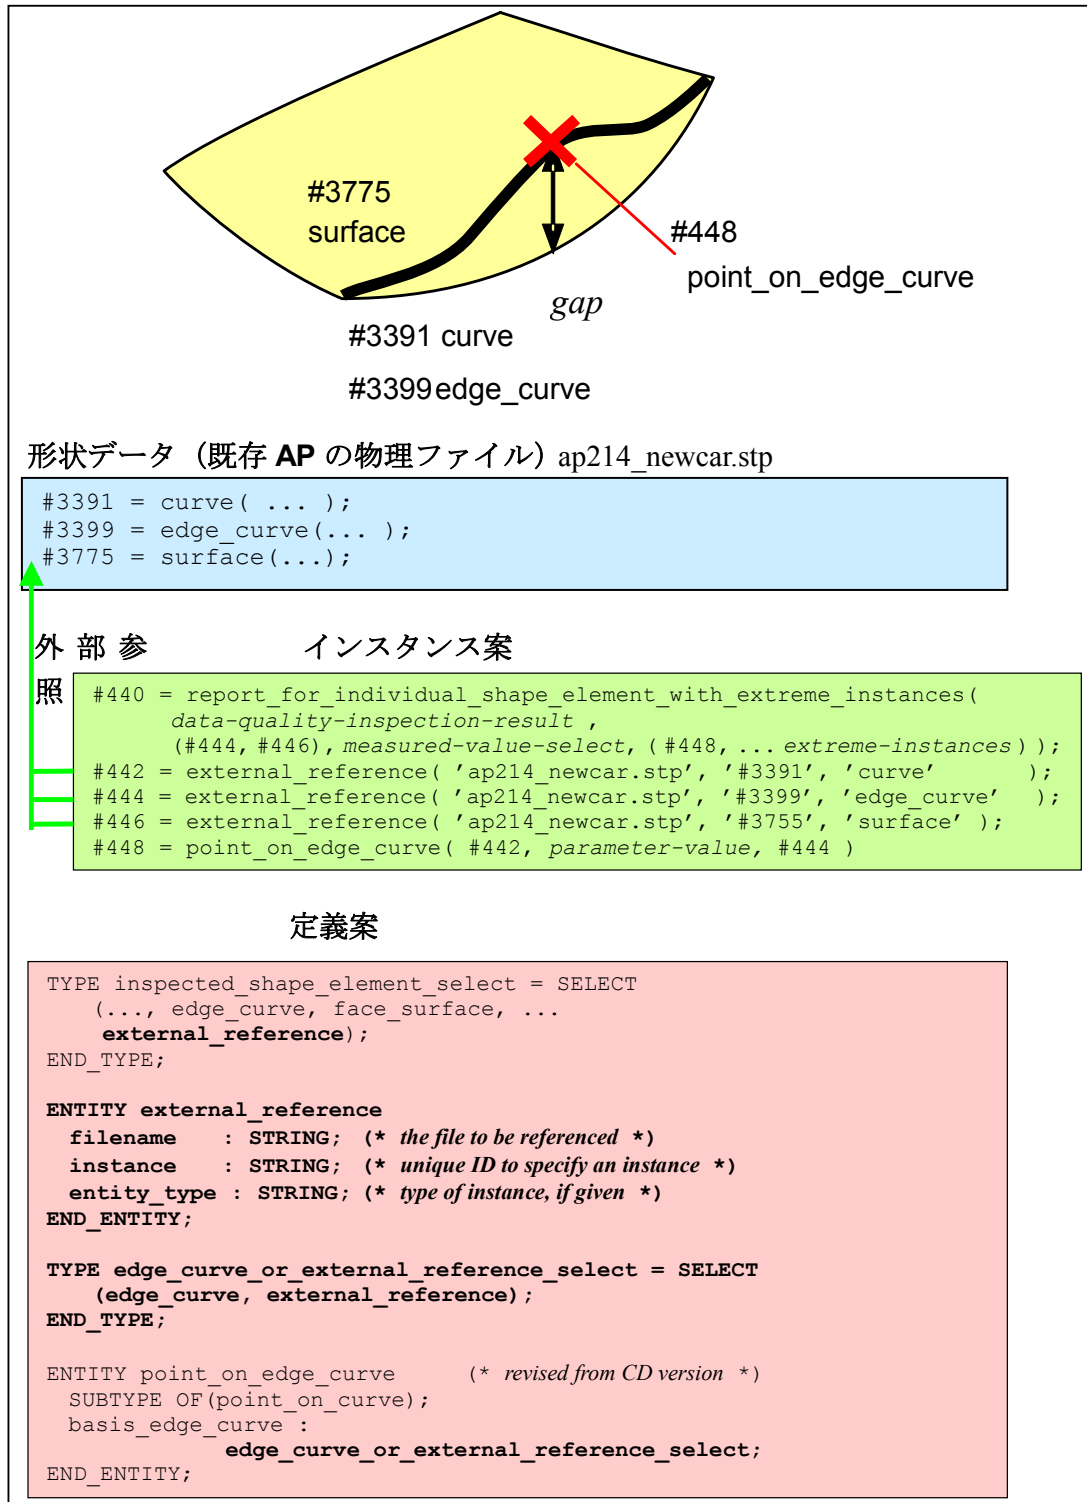 #3775
surface
#448
point_on_edge_curve
gap
#3391 curve
#3399edge_curve
形状データ（既存 AP の物理ファイル）ap214_newcar.stp
#3391 = curve( ... );
#3399 = edge_curve(... );
#3775 = surface(...);
外部参照
インスタンス案
#440 = report_for_individual_shape_element_with_extreme_instances(
data-quality-inspection-result ,
(#444, #446), measured-value-select, ( #448, ... extreme-instances ) );
#442 = external_reference( 'ap214_newcar.stp', '#3391', 'curve' );
#444 = external_reference( 'ap214_newcar.stp', '#3399', 'edge_curve' );
#446 = external_reference( 'ap214_newcar.stp', '#3755', 'surface' );
#448 = point_on_edge_curve( #442, parameter-value, #444 )
定義案
TYPE inspected_shape_element_select = SELECT
(..., edge_curve, face_surface, ...
external_reference);
END_TYPE;
ENTITY external_reference
filename : STRING; (* the file to be referenced *)
instance : STRING; (* unique ID to specify an instance *)
entity_type : STRING; (* type of instance, if given *)
END_ENTITY;
TYPE edge_curve_or_external_reference_select = SELECT
(edge_curve, external_reference);
END_TYPE;
ENTITY point_on_edge_curve (* revised from CD version *)
SUBTYPE OF(point_on_curve);
basis_edge_curve :
edge_curve_or_external_reference_select;
END_ENTITY;